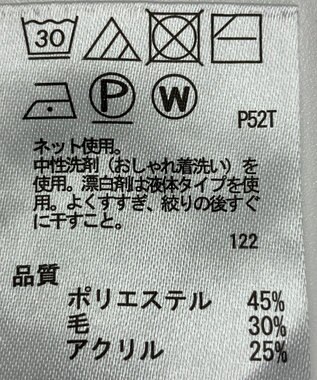 30
P W
P52T
ネット使用。
中性洗剤(おしゃれ着洗い)を
使用。漂白剤は液体タイプを使
用。よくすすぎ、絞りの後すぐ
に干すこと。
122
品質
ポリエステル 45%
毛 30%
アクリル 25%